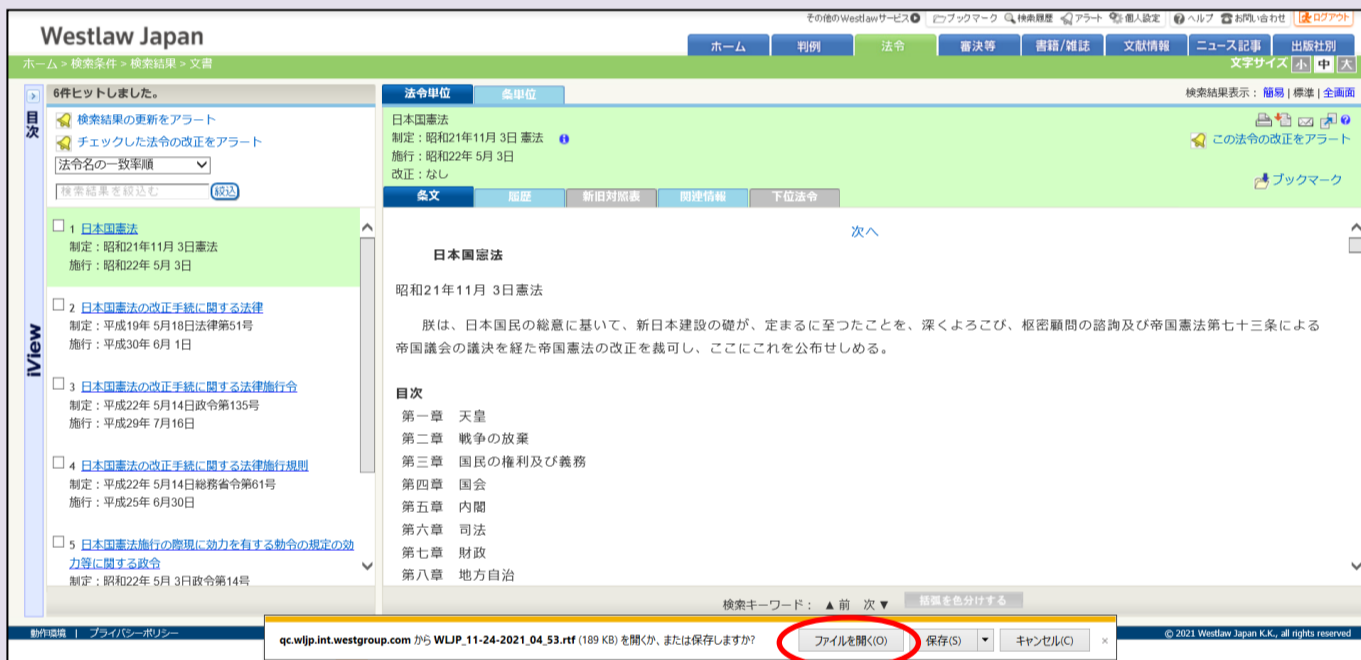 その他のWestlawサービス ブックマーク 検索履歴 アラート 個人設定 ヘルプ お問い合わせ ログアウト
Westlaw Japan
ホーム 判例 法令 審決等 書籍/雑誌 文献情報 ニュース記事 出版社別
ホーム > 検索条件 > 検索結果 > 文書
文字サイズ 小 中 大
目次
iView
6件ヒットしました。
検索結果の更新をアラート
チェックした法令の改正をアラート
法令名の一致率順
検索結果を絞込む 絞込
1 日本国憲法
制定：昭和21年11月 3日憲法
施行：昭和22年 5月 3日
2 日本国憲法の改正手続に関する法律
制定：平成19年 5月18日法律第51号
施行：平成30年 6月 1日
3 日本国憲法の改正手続に関する法律施行令
制定：平成22年 5月14日政令第135号
施行：平成29年 7月16日
4 日本国憲法の改正手続に関する法律施行規則
制定：平成22年 5月14日総務省令第61号
施行：平成25年 6月30日
5 日本国憲法施行の際現に効力を有する勅令の規定の効
力等に関する政令
制定：昭和22年 5月 3日政令第14号
法令単位 条単位
検索結果表示： 簡易 | 標準 | 全画面
日本国憲法
制定：昭和21年11月 3日 憲法
施行：昭和22年 5月 3日
改正：なし
この法令の改正をアラート
ブックマーク
条文 履歴 新旧対照表 関連情報 下位法令
次へ
日本国憲法
昭和21年11月 3日憲法
朕は、日本国民の総意に基いて、新日本建設の礎が、定まるに至つたことを、深くよろこび、枢密顧問の諮詢及び帝国憲法第七十三条による
帝国議会の議決を経た帝国憲法の改正を裁可し、ここにこれを公布せしめる。
目次
第一章 天皇
第二章 戦争の放棄
第三章 国民の権利及び義務
第四章 国会
第五章 内閣
第六章 司法
第七章 財政
第八章 地方自治
検索キーワード： ▲前 次▼ 括弧を色分けする
動作環境 | プライバシーポリシー
qc.wljp.int.westgroup.com から WLJP_11-24-2021_04_53.rtf (189 KB) を開くか、または保存しますか? ファイルを開く(O) 保存(S) ▼ キャンセル(C) ×
© 2021 Westlaw Japan K.K., all rights reserved